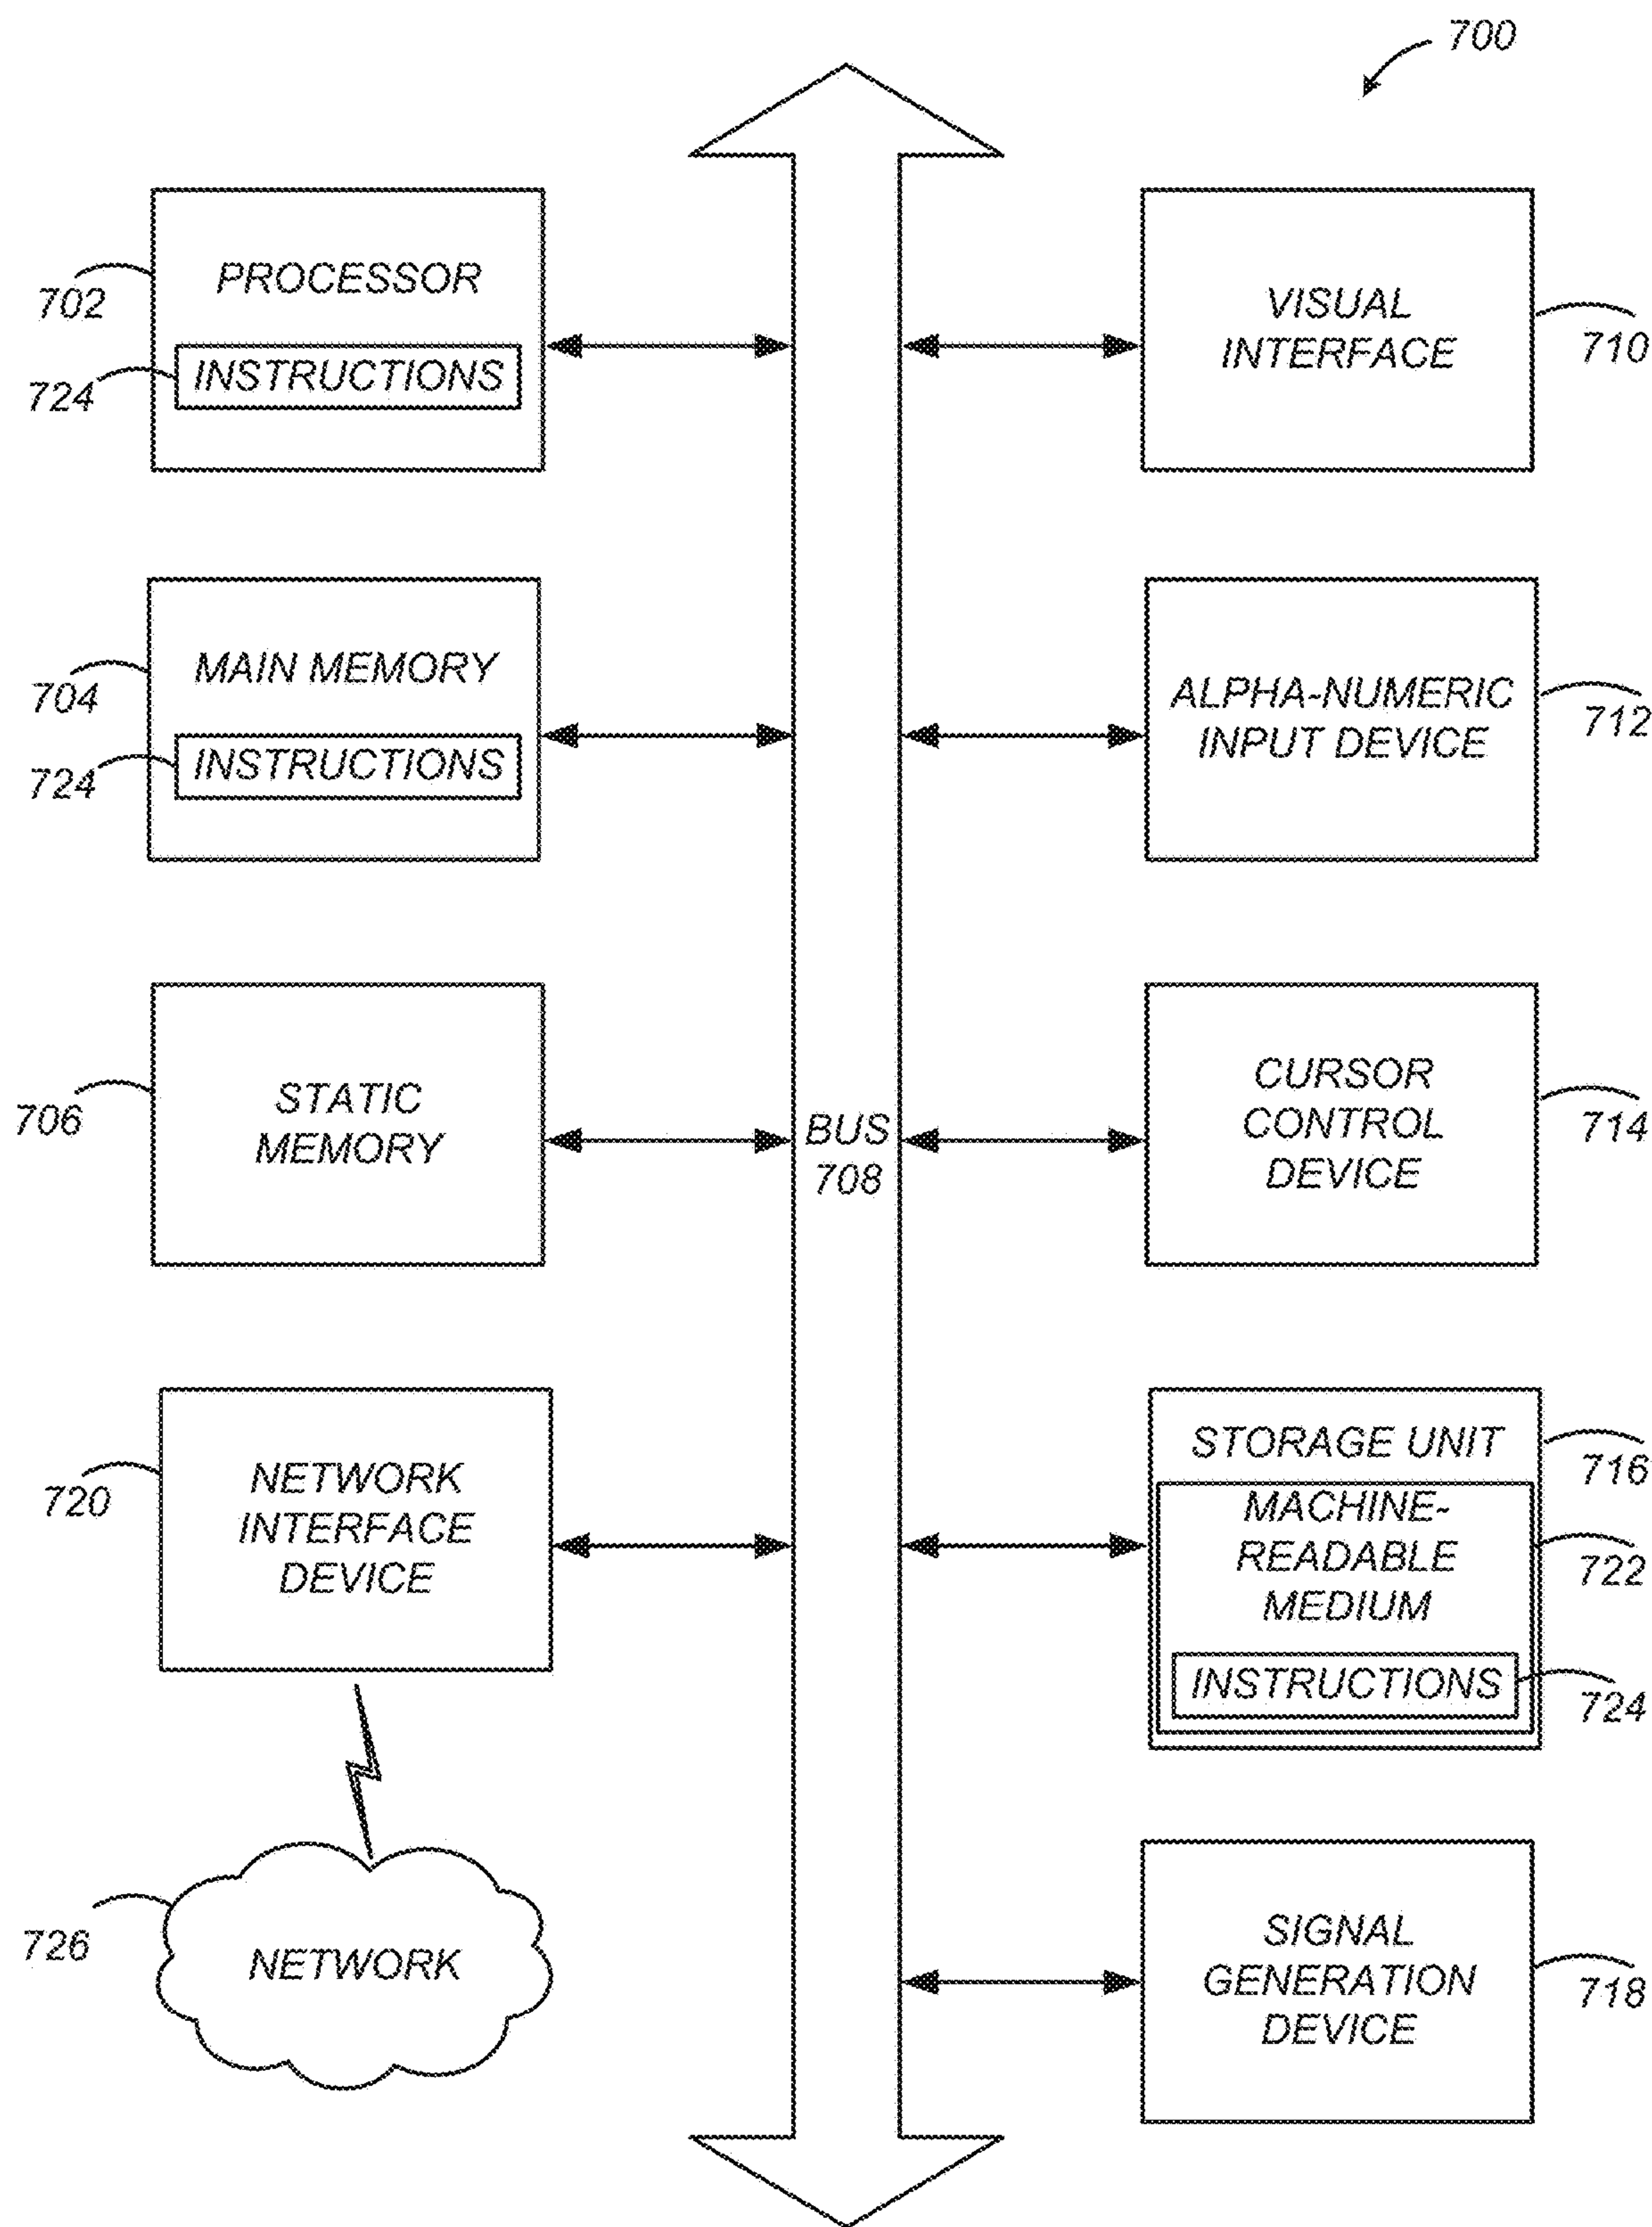 700
PROCESSOR
702
INSTRUCTIONS
724
MAIN MEMORY
704
INSTRUCTIONS
724
STATIC
MEMORY
706
NETWORK
INTERFACE
DEVICE
720
NETWORK
726
BUS
708
VISUAL
INTERFACE
710
ALPHA-NUMERIC
INPUT DEVICE
712
CURSOR
CONTROL
DEVICE
714
STORAGE UNIT
716
MACHINE-
READABLE
MEDIUM
722
INSTRUCTIONS
724
SIGNAL
GENERATION
DEVICE
718